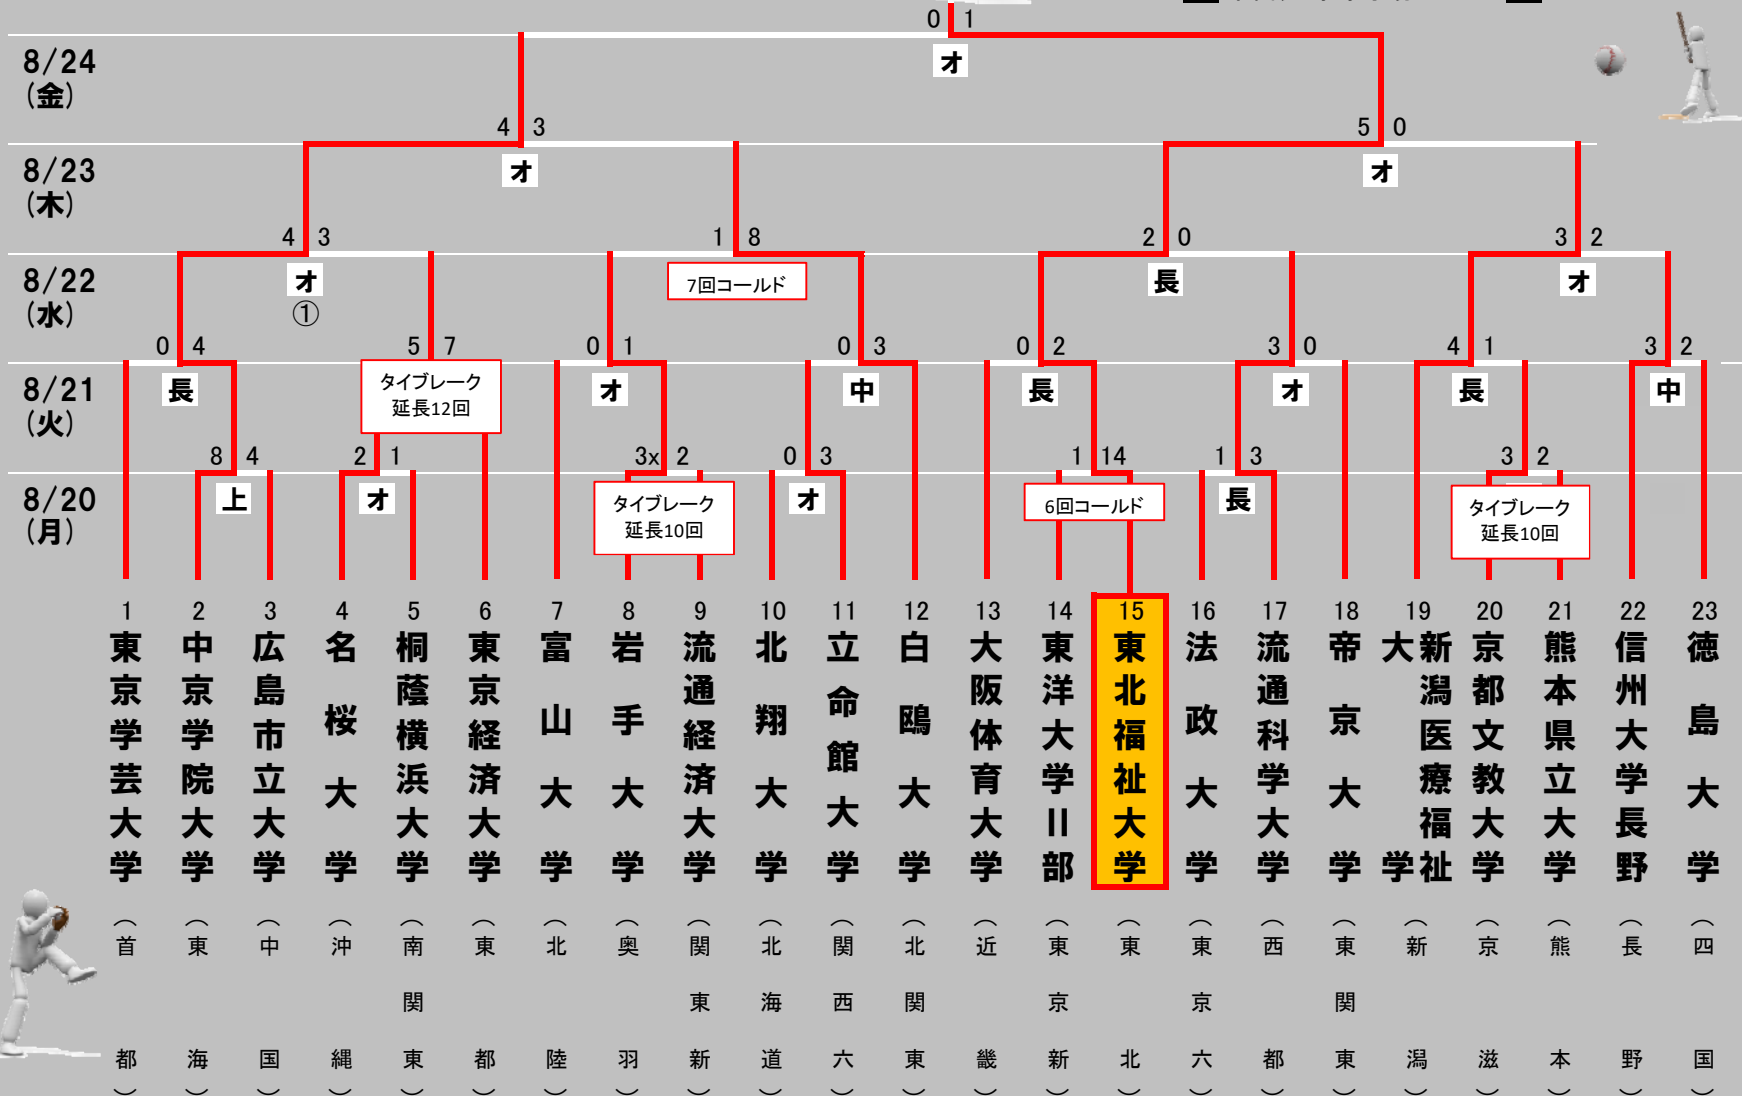 0 1
オ
8/24
(金)
4 3
5 0
オ
オ
8/23
(木)
4 3
1 8
2 0
3 2
オ
①
7回コールド
長
オ
8/22
(水)
0 4
5 7
0 1
0 3
0 2
3 0
4 1
3 2
長
タイブレーク
延長12回
オ
中
長
オ
長
中
8/21
(火)
8 4
2 1
3x 2
0 3
1 14
1 3
3 2
上
オ
タイブレーク
延長10回
オ
6回コールド
長
タイブレーク
延長10回
8/20
(月)
1
東京学芸大学
(首都)
2
中京学院大学
(東海)
3
広島市立大学
(中国)
4
名桜大学
(沖縄)
5
桐蔭横浜大学
(南関東)
6
東京経済大学
(東都)
7
富山大学
(北陸)
8
岩手大学
(奥羽)
9
流通経済大学
(関東新)
10
北翔大学
(北海道)
11
立命館大学
(関西六)
12
白鴎大学
(北関東)
13
大阪体育大学
(近畿)
14
東洋大学II部
(東京新)
15
東北福祉大学
(東北)
16
法政大学
(東京六)
17
流通科学大学
(西都)
18
帝京大学
(東関東)
19
新潟医療福祉
大学
(新潟)
20
京都文教大学
(京滋)
21
熊本県立大学
(熊本)
22
信州大学長野
(長野)
23
徳島大学
(四国)